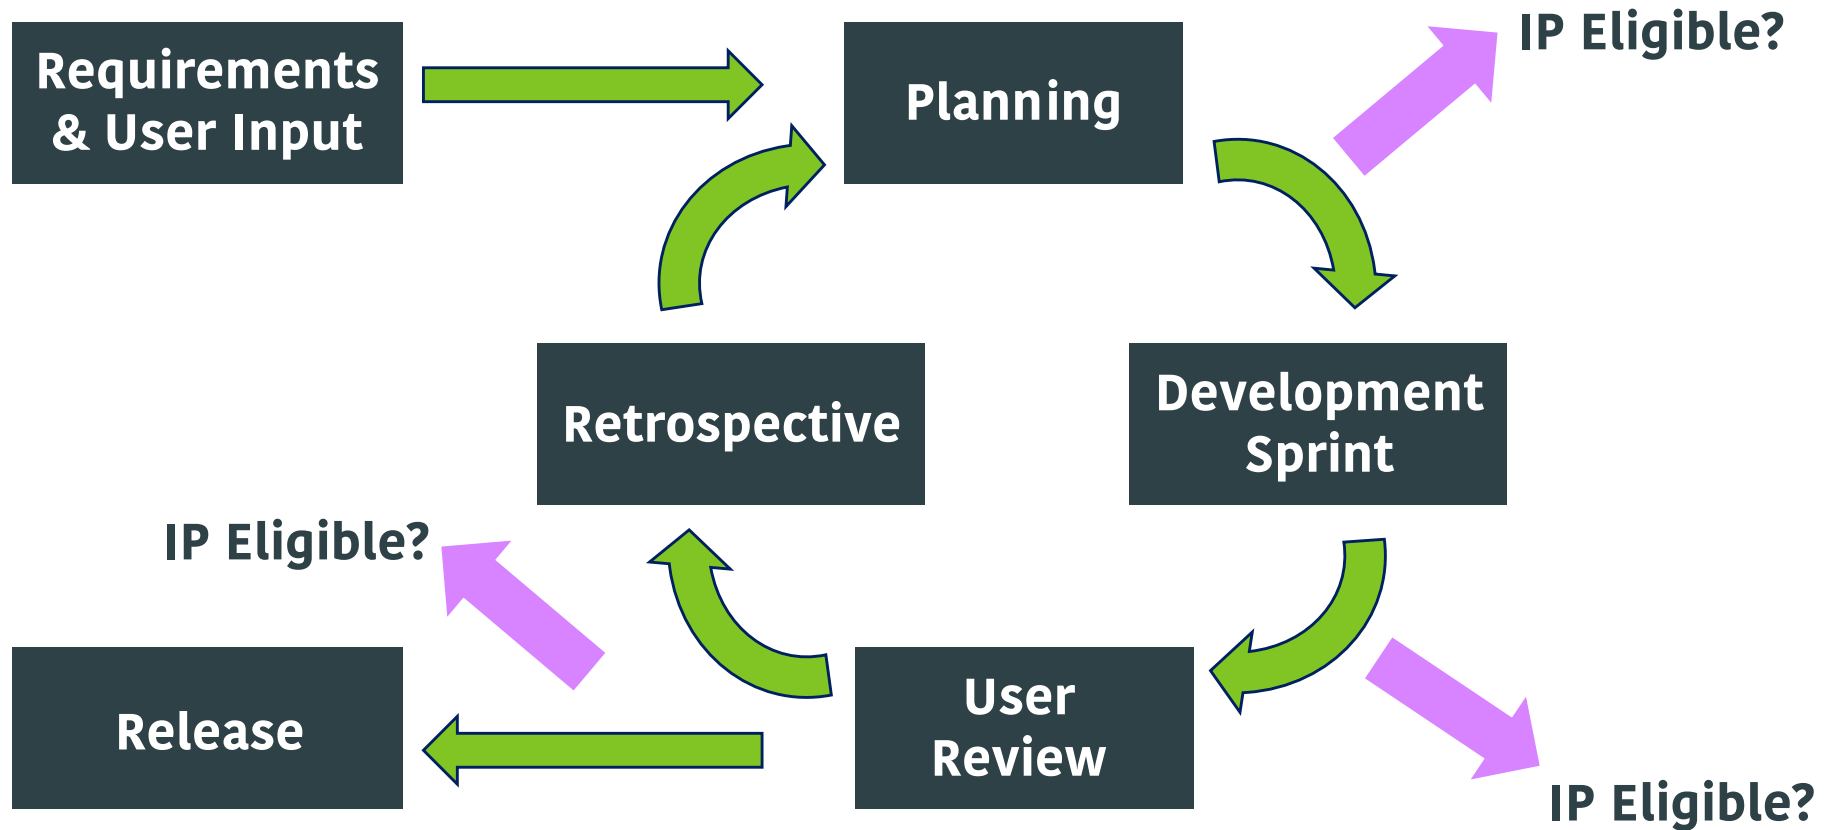 IP Eligible?
Requirements
& User Input
Planning
Retrospective
Development
Sprint
IP Eligible?
Release
User
Review
IP Eligible?